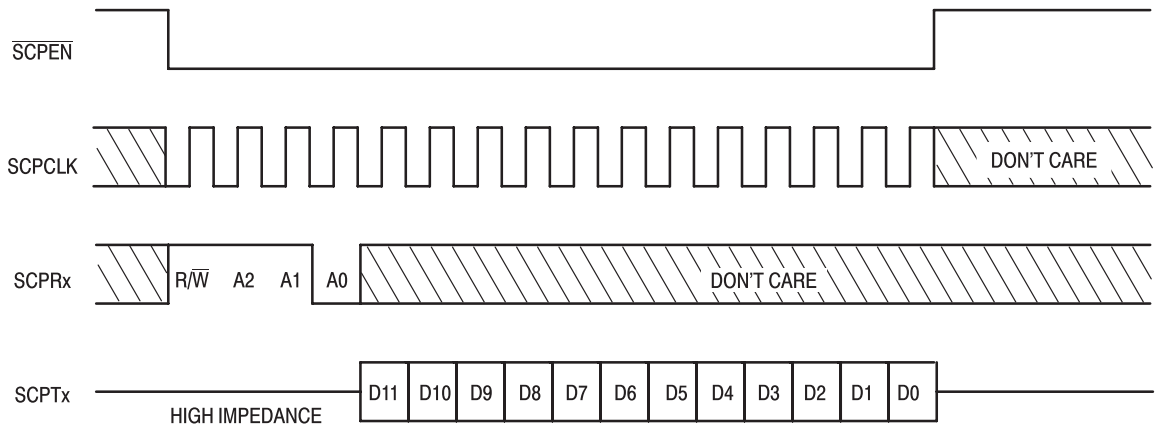 S̅C̅P̅E̅N̅
SCPCLK
DON'T CARE
SCPRx
R/W̅ A2 A1 A0
DON'T CARE
SCPTx
HIGH IMPEDANCE
D11 D10 D9 D8 D7 D6 D5 D4 D3 D2 D1 D0